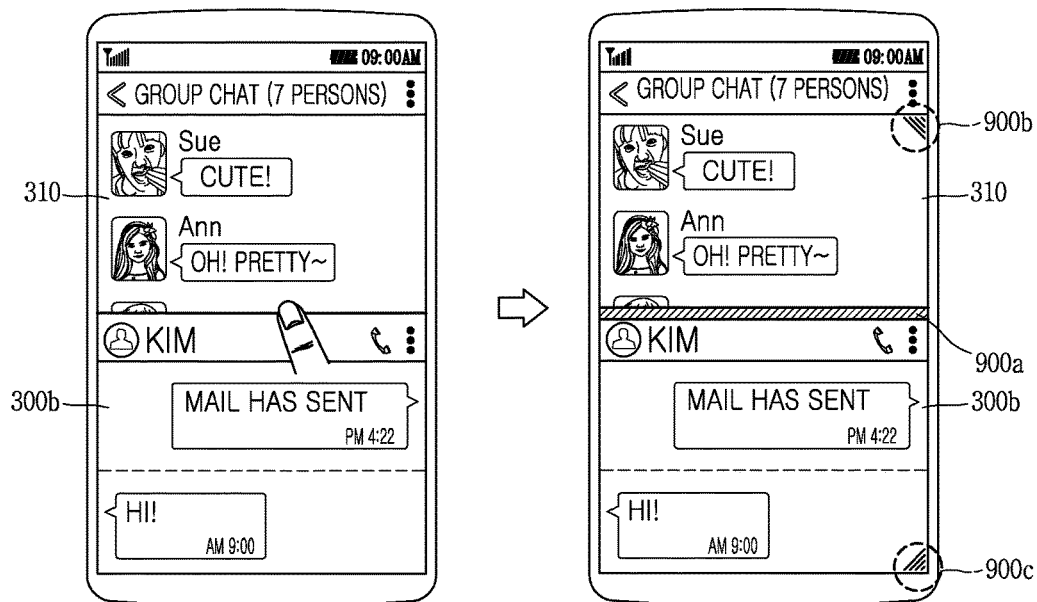 09:00AM
GROUP CHAT (7 PERSONS)
Sue
CUTE!
310
Ann
OH! PRETTY~
KIM
300b
MAIL HAS SENT
PM 4:22
HI!
AM 9:00
09:00AM
GROUP CHAT (7 PERSONS)
900b
Sue
CUTE!
310
Ann
OH! PRETTY~
KIM
900a
MAIL HAS SENT
300b
PM 4:22
HI!
AM 9:00
900c